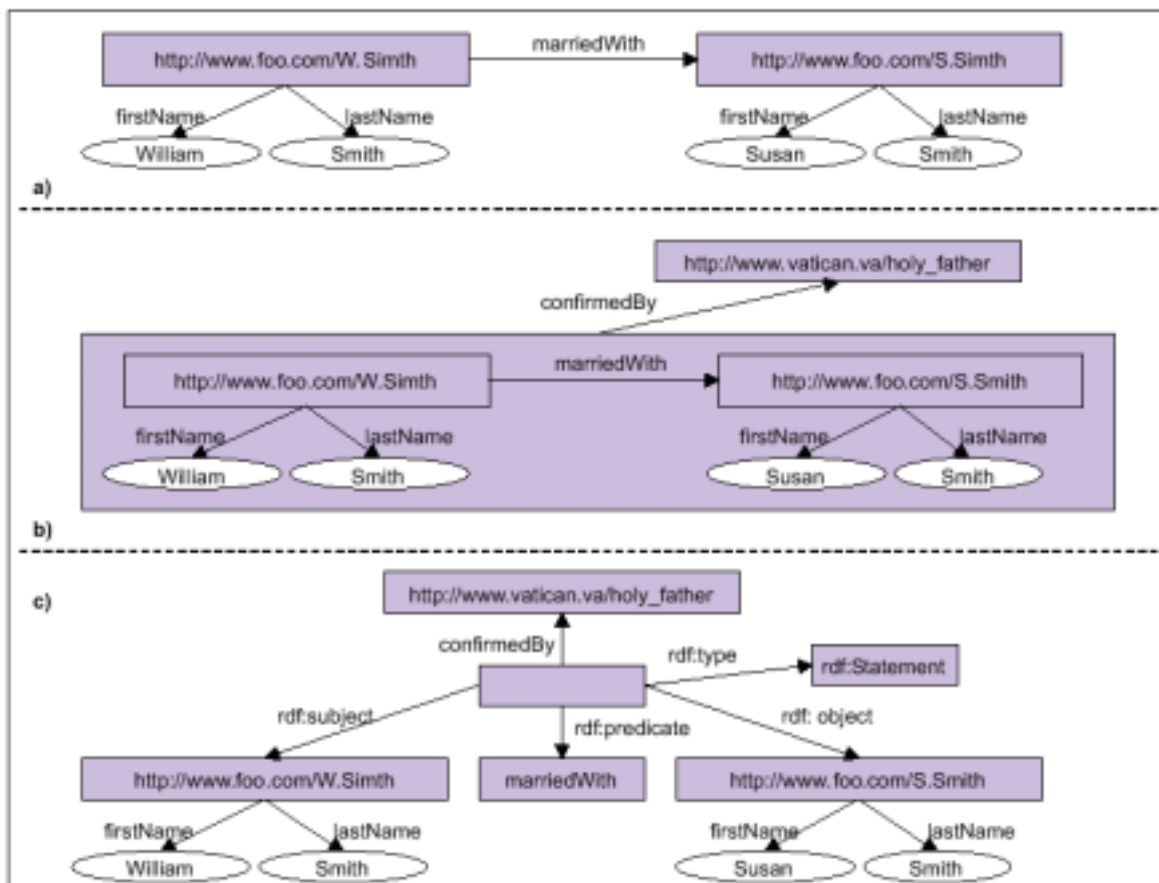 marriedWith
http://www.foo.com/W.Simth http://www.foo.com/S.Simth
firstName lastName firstName lastName
William Smith Susan Smith
a)
http://www.vatican.va/holy_father
confirmedBy
marriedWith
http://www.foo.com/W.Simth http://www.foo.com/S.Smith
firstName lastName firstName lastName
William Smith Susan Smith
b)
c)
http://www.vatican.va/holy_father
confirmedBy
rdf:type
rdf:Statement
rdf:subject rdf:predicate rdf: object
http://www.foo.com/W.Simth marriedWith http://www.foo.com/S.Smith
firstName lastName firstName lastName
William Smith Susan Smith